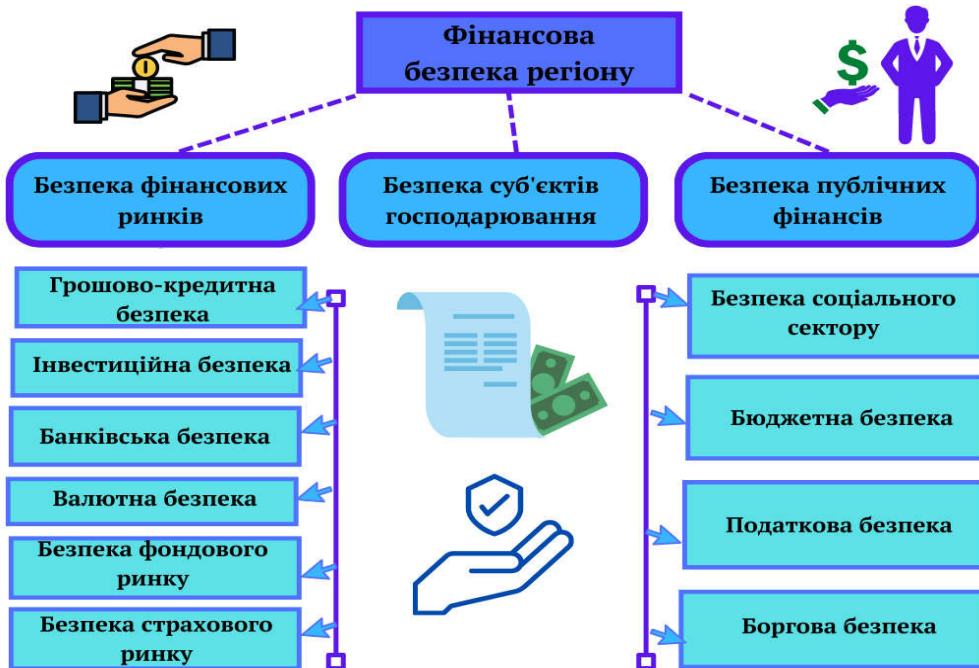 Фінансова
безпека регіону
Безпека фінансових
ринків
Безпека суб'єктів
господарювання
Безпека публічних
фінансів
Грошово-кредитна
безпека
Інвестиційна безпека
Банківська безпека
Валютна безпека
Безпека фондового
ринку
Безпека страхового
ринку
Безпека соціального
сектору
Бюджетна безпека
Податкова безпека
Боргова безпека